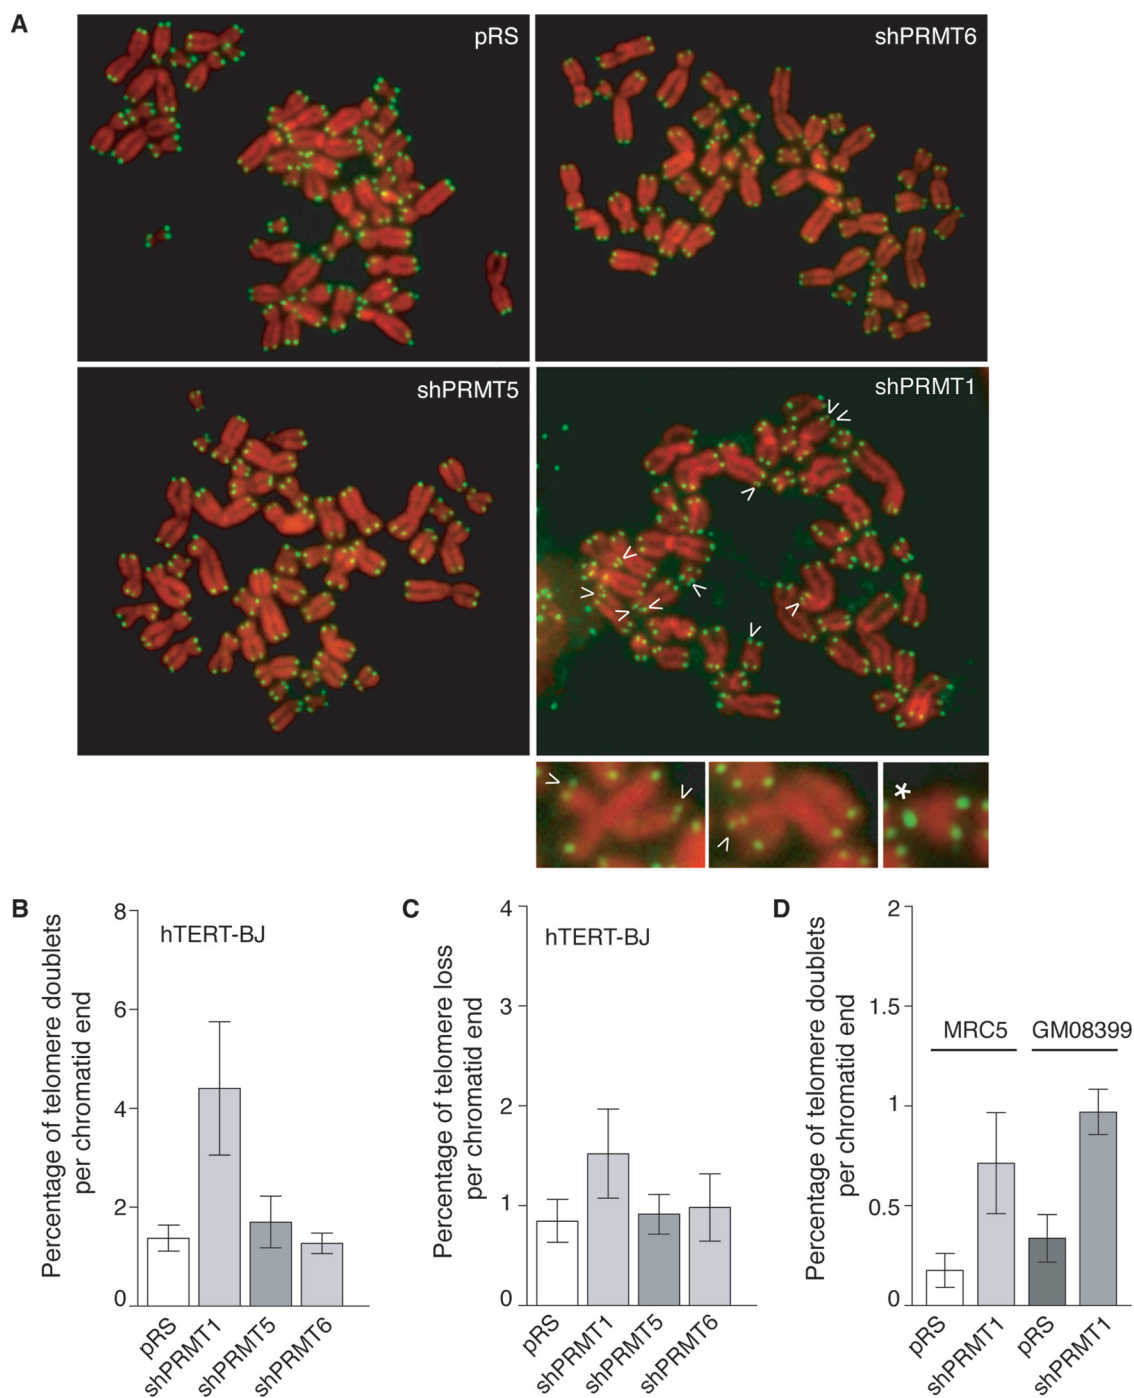 A
pRS
shPRMT6
shPRMT5
shPRMT1
*
B
Percentage of telomere doublets
per chromatid end
8
6
4
2
0
hTERT-BJ
pRS
shPRMT1
shPRMT5
shPRMT6
C
Percentage of telomere loss
per chromatid end
4
3
2
1
0
hTERT-BJ
pRS
shPRMT1
shPRMT5
shPRMT6
D
Percentage of telomere doublets
per chromatid end
2
1.5
1
0.5
0
MRC5
GM08399
pRS
shPRMT1
pRS
shPRMT1